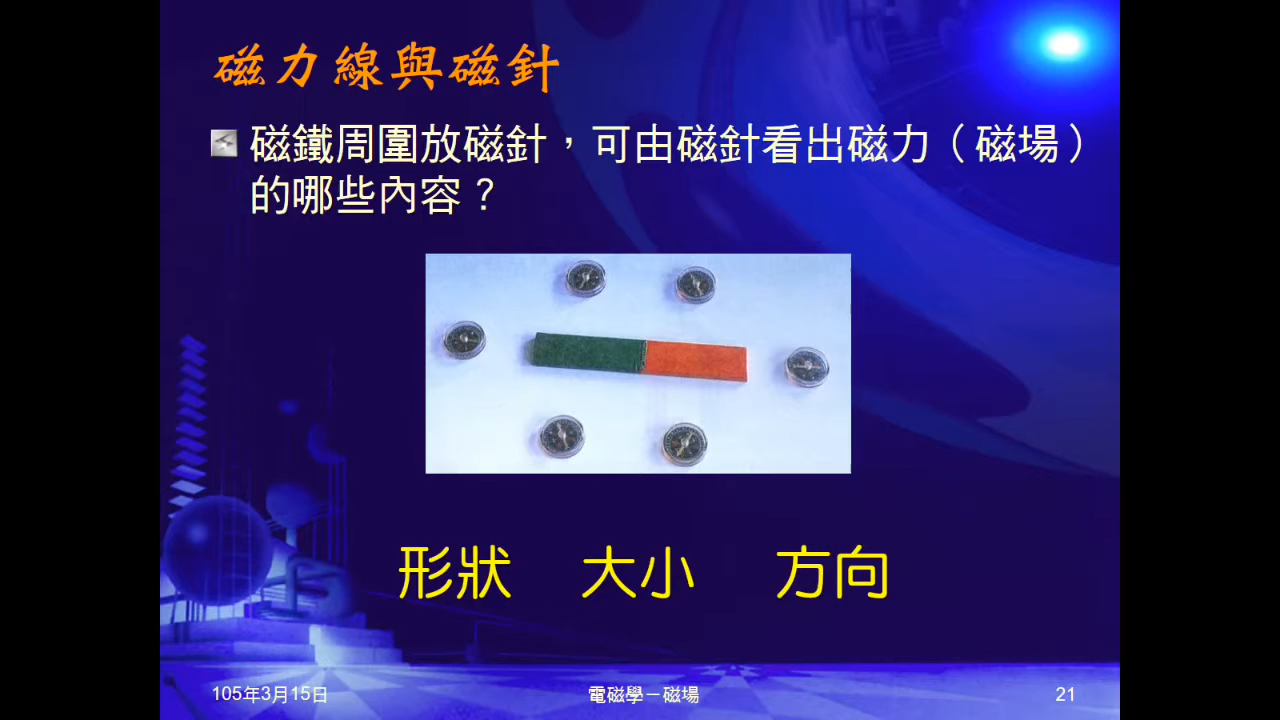 磁力線與磁針
磁鐵周圍放磁針，可由磁針看出磁力（磁場）
的哪些內容？
形狀 大小 方向
105年3月15日 電磁學－磁場 21